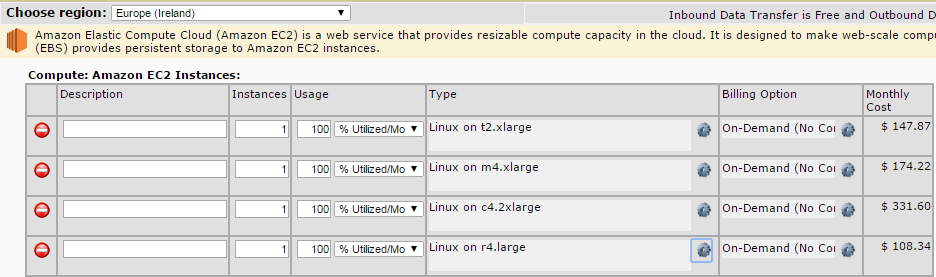 Choose region: Europe (Ireland) Inbound Data Transfer is Free and Outbound D
Amazon Elastic Compute Cloud (Amazon EC2) is a web service that provides resizable compute capacity in the cloud. It is designed to make web-scale compu
(EBS) provides persistent storage to Amazon EC2 instances.
Compute: Amazon EC2 Instances:
Description Instances Usage Type Billing Option Monthly
Cost
1 100 % Utilized/Mo Linux on t2.xlarge On-Demand (No Cor $ 147.87
1 100 % Utilized/Mo Linux on m4.xlarge On-Demand (No Cor $ 174.22
1 100 % Utilized/Mo Linux on c4.2xlarge On-Demand (No Cor $ 331.60
1 100 % Utilized/Mo Linux on r4.large On-Demand (No Cor $ 108.34